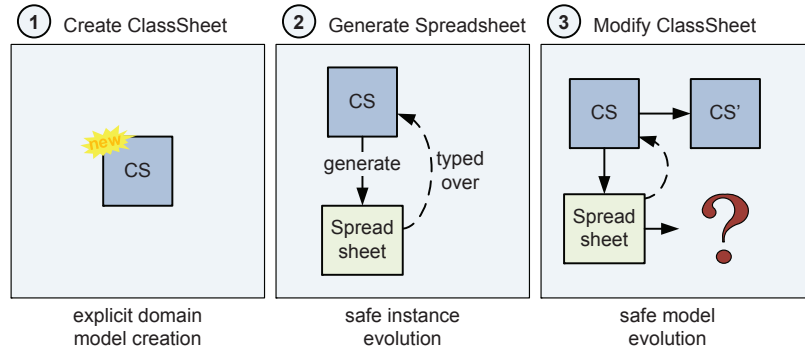 1 Create ClassSheet
new
CS
explicit domain
model creation
2 Generate Spreadsheet
CS
generate
typed
over
Spread
sheet
safe instance
evolution
3 Modify ClassSheet
CS
CS'
Spread
sheet
?
safe model
evolution